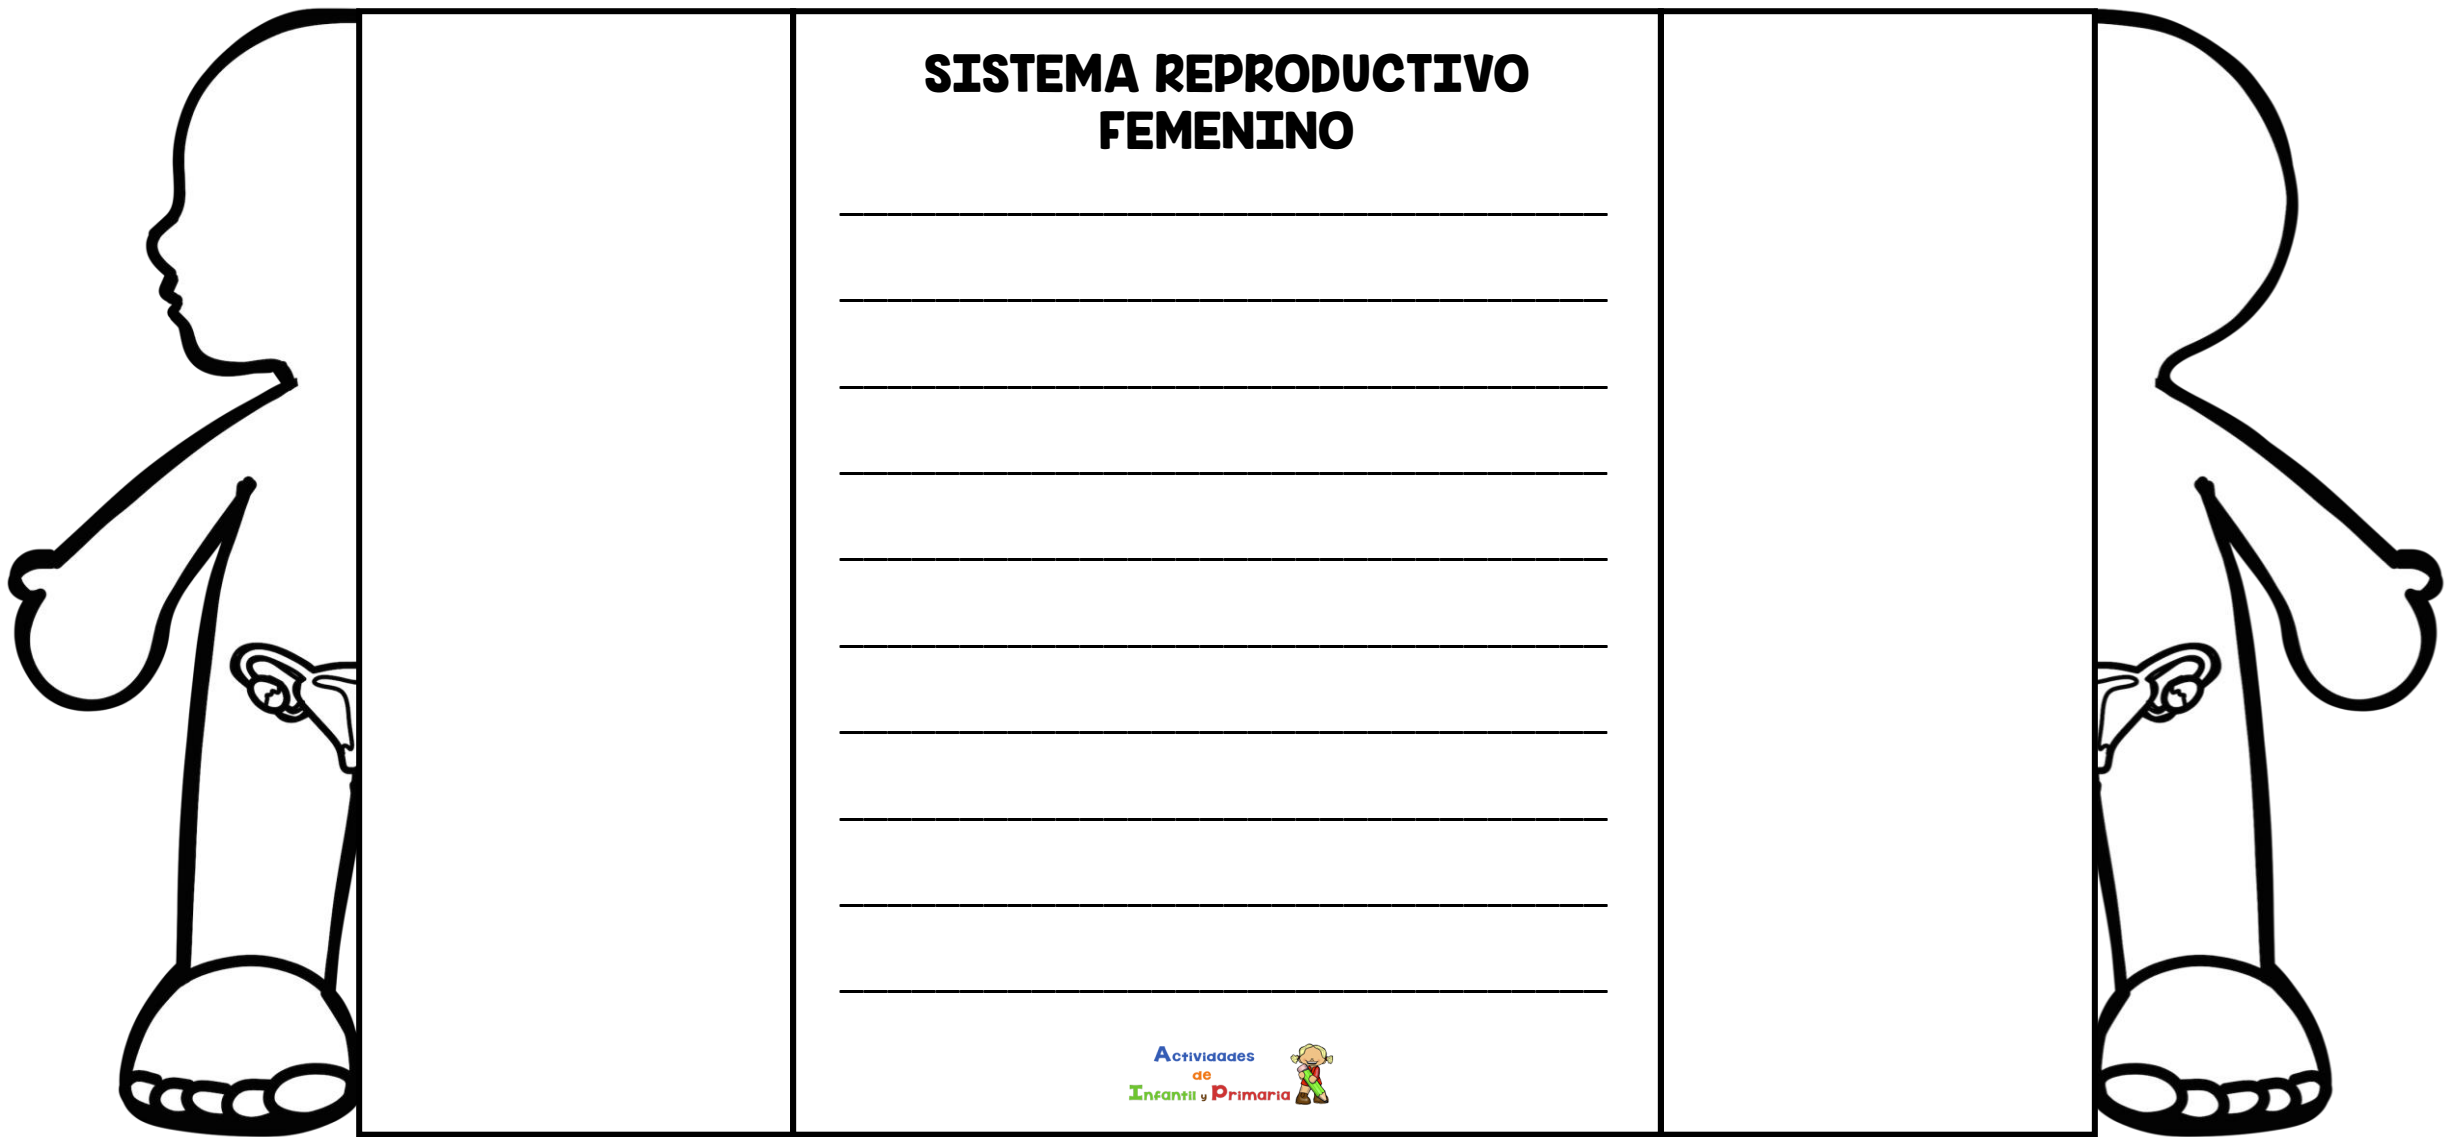 SISTEMA REPRODUCTIVO
FEMENINO
Actividades
de
Infantil y Primaria